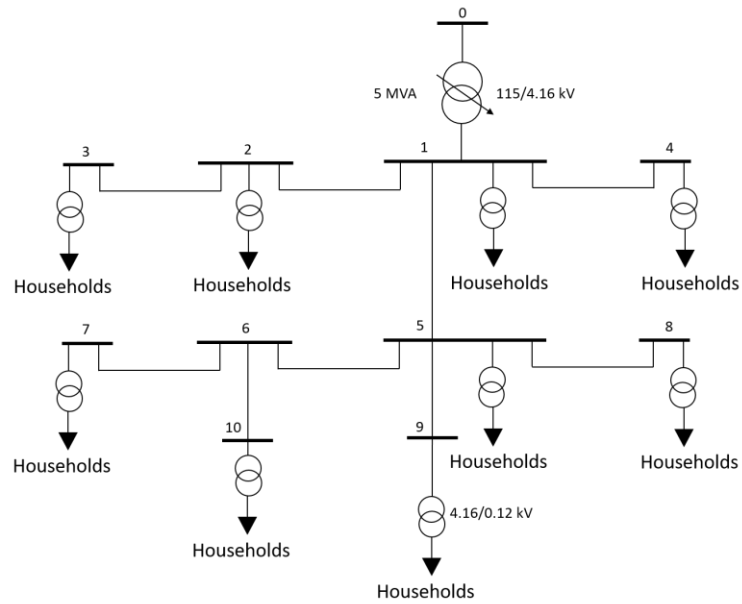 0
5 MVA 115/4.16 kV
3 2 1 4
Households Households Households Households
7 6 5 8
10 9
Households Households Households
4.16/0.12 kV
Households
Households